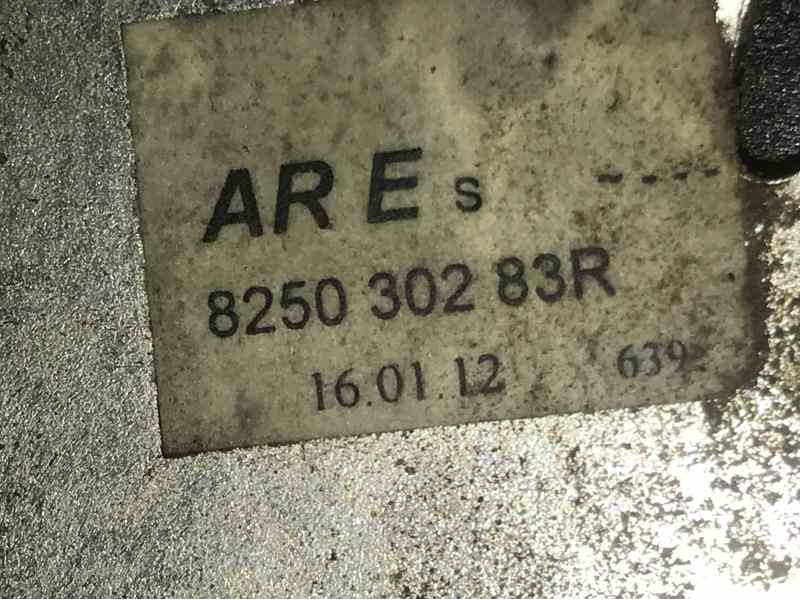 AR E s ----
8250 302 83R
16.01.12 639